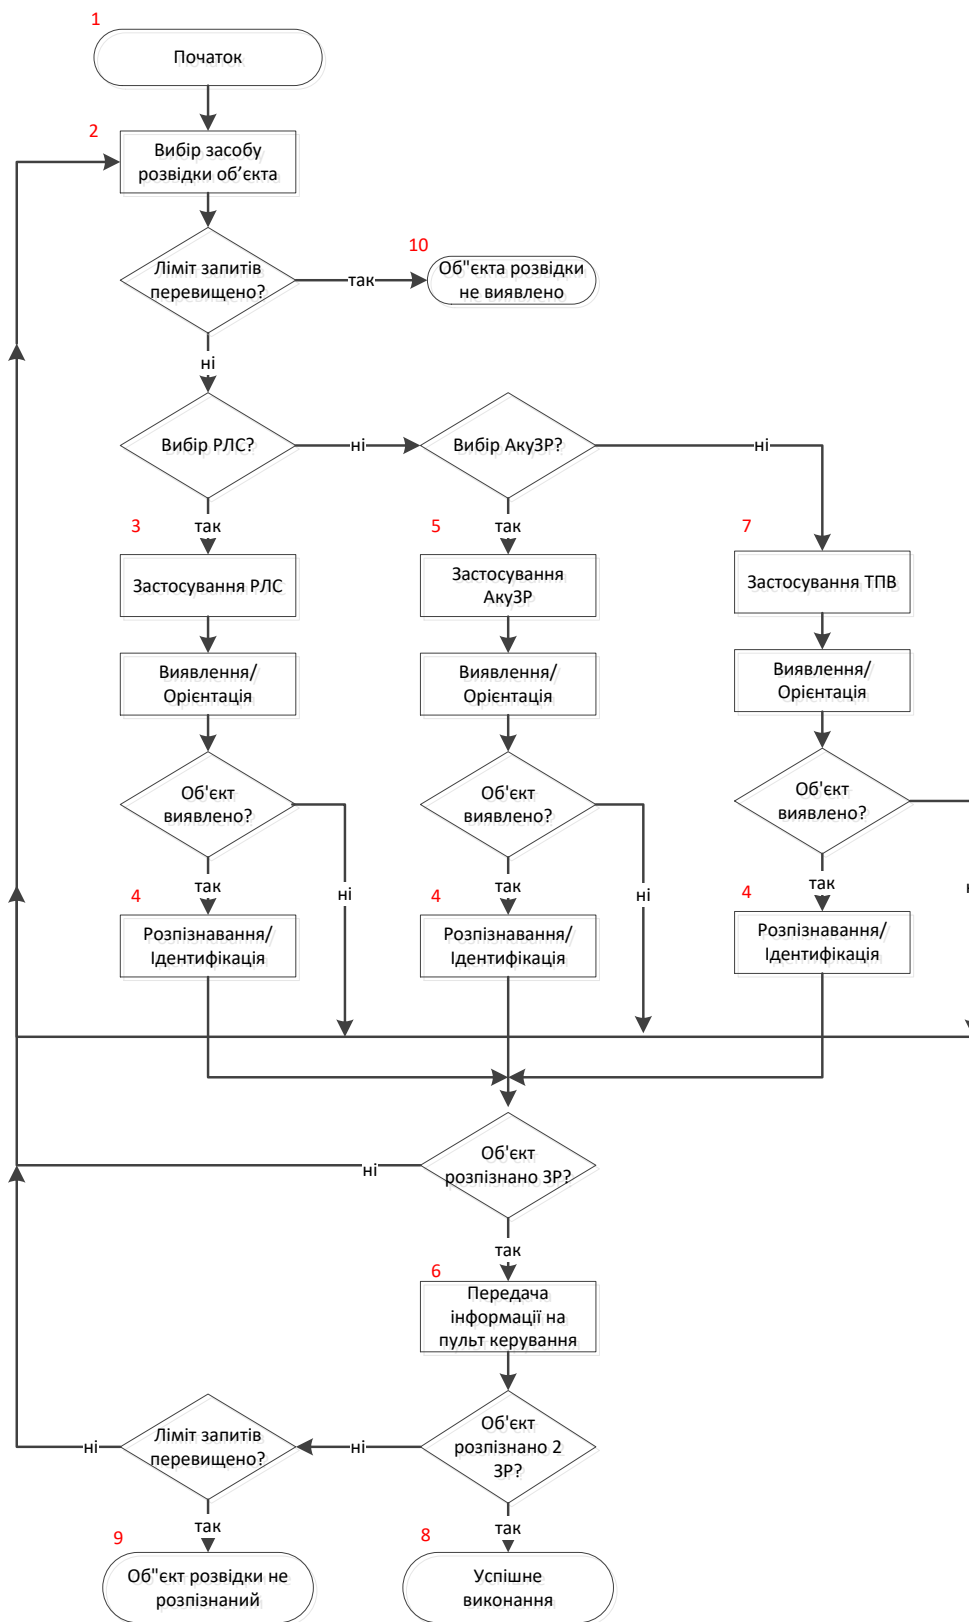 1
Початок
2
Вибір засобу
розвідки об’єкта
Ліміт запитів
перевищено?
так
10
Об"єкта розвідки
не виявлено
ні
Вибір РЛС?
ні
Вибір АкуЗР?
ні
3
так
5
так
7
Застосування РЛС
Застосування
АкуЗР
Застосування ТПВ
Виявлення/
Орієнтація
Виявлення/
Орієнтація
Виявлення/
Орієнтація
Об'єкт
виявлено?
Об'єкт
виявлено?
Об'єкт
виявлено?
4
так
ні
4
так
ні
4
так
Розпізнавання/
Ідентифікація
Розпізнавання/
Ідентифікація
Розпізнавання/
Ідентифікація
Об'єкт
розпізнано ЗР?
ні
так
6
Передача
інформації на
пульт керування
Об'єкт
розпізнано 2
ЗР?
ні
Ліміт запитів
перевищено?
ні
9
так
8
так
Об"єкт розвідки не
розпізнаний
Успішне
виконання